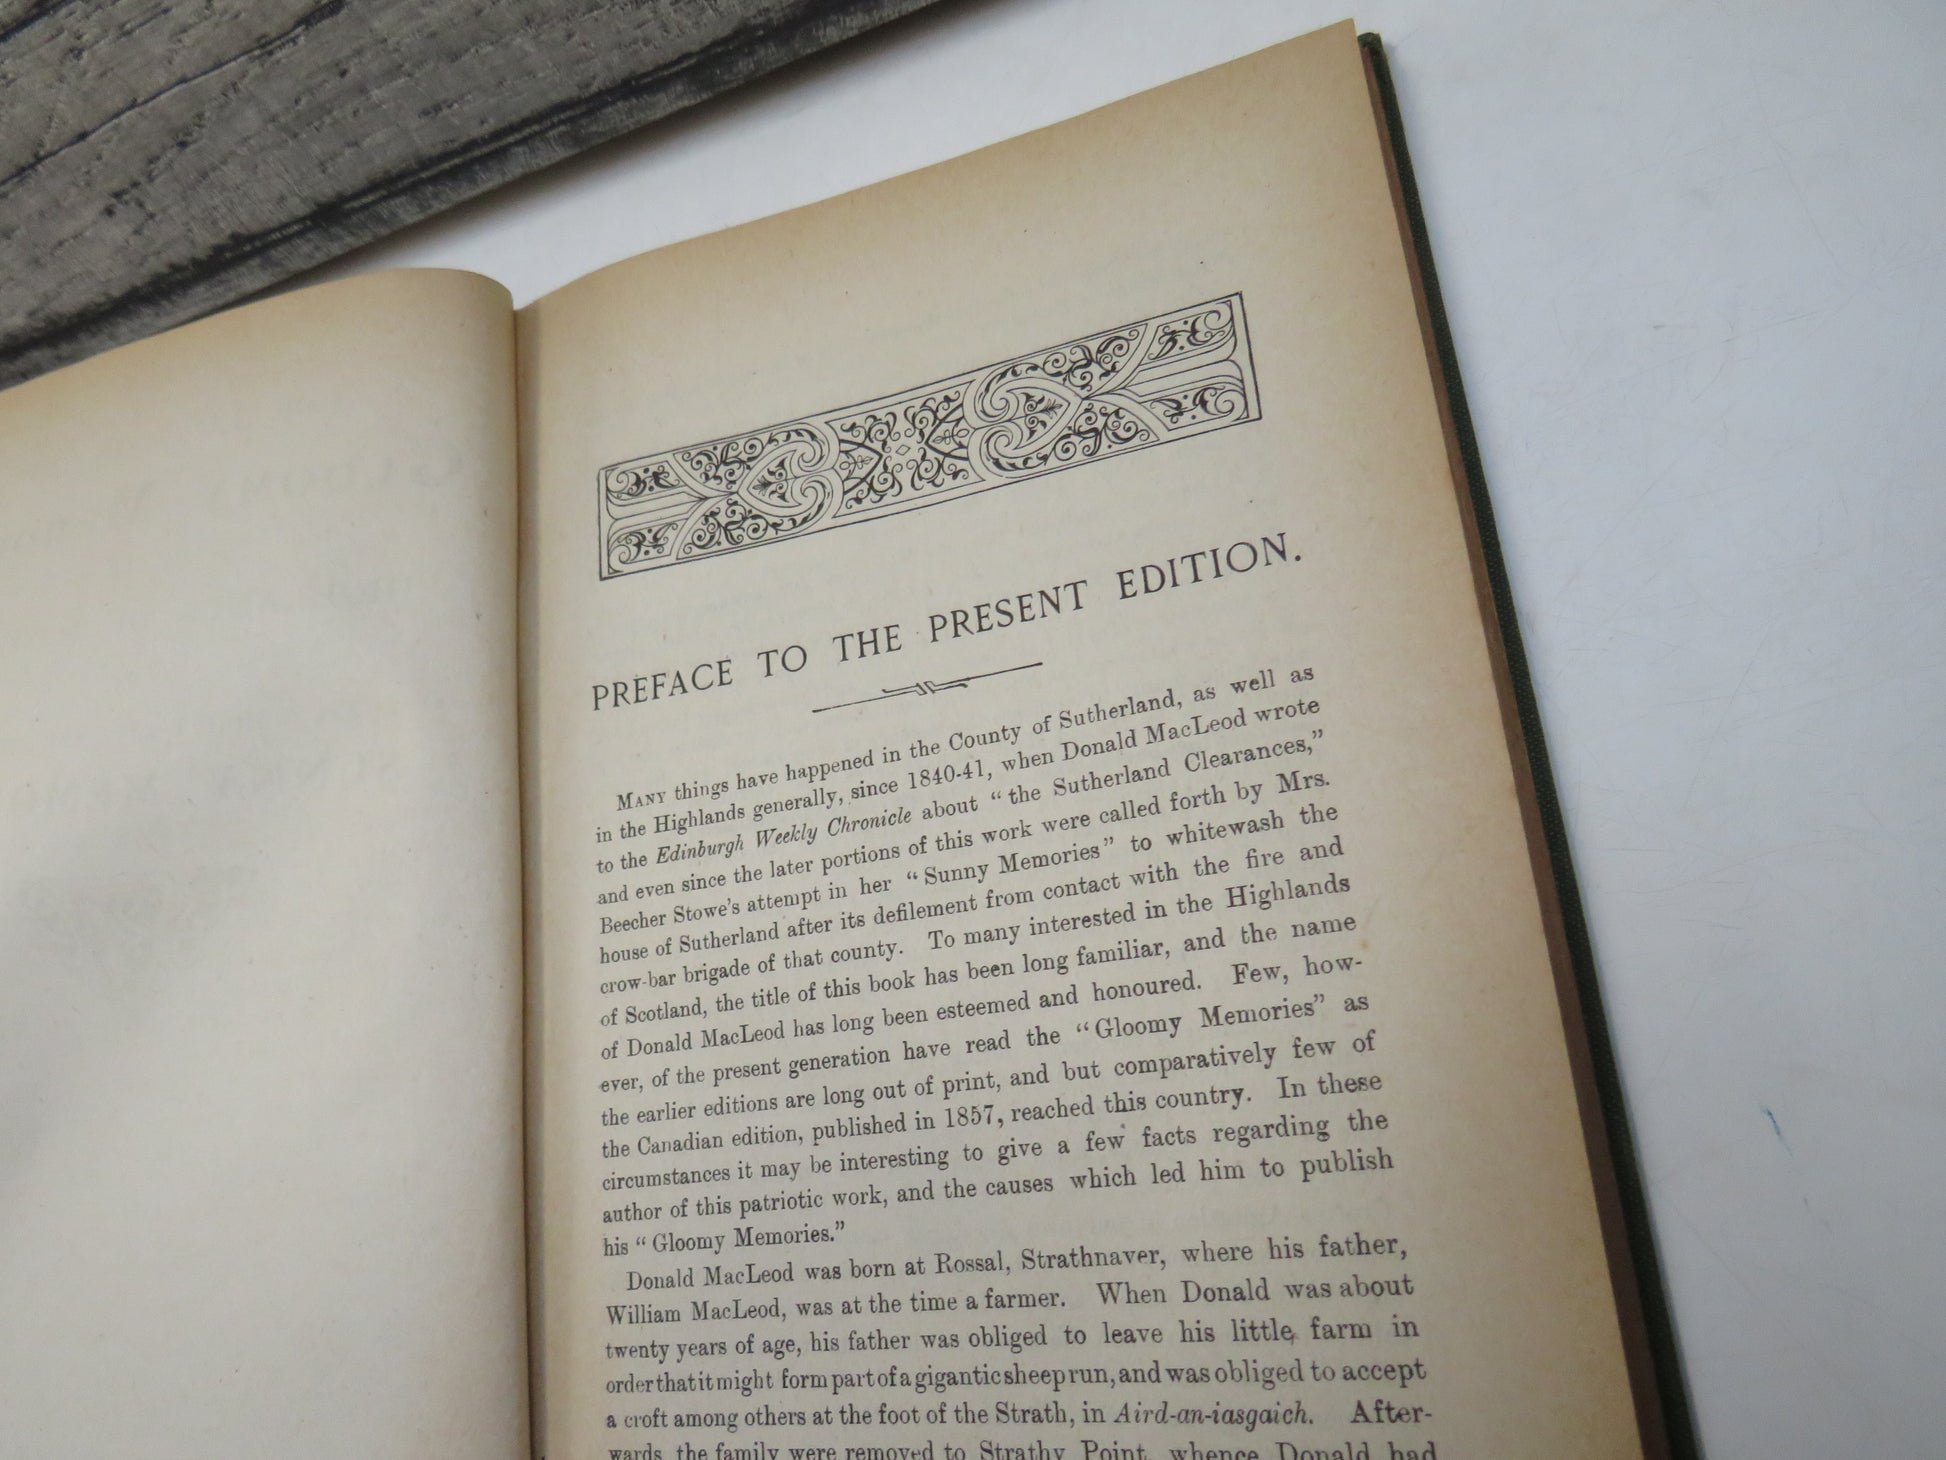 PREFACE TO THE PRESENT EDITION.
MANY things have happened in the County of Sutherland, as well as
in the Highlands generally, since 1840-41, when Donald MacLeod wrote
to the Edinburgh Weekly Chronicle about “the Sutherland Clearances,”
and even since the later portions of this work were called forth by Mrs.
Beecher Stowe's attempt in her “Sunny Memories” to whitewash the
house of Sutherland after its defilement from contact with the fire and
crow-bar brigade of that county. To many interested in the Highlands
of Scotland, the title of this book has been long familiar, and the name
of Donald MacLeod has long been esteemed and honoured. Few, how-
ever, of the present generation have read the “Gloomy Memories” as
the earlier editions are long out of print, and but comparatively few of
the Canadian edition, published in 1857, reached this country. In these
circumstances it may be interesting to give a few facts regarding the
author of this patriotic work, and the causes which led him to publish
his “Gloomy Memories.”
Donald MacLeod was born at Rossal, Strathnaver, where his father,
William MacLeod, was at the time a farmer. When Donald was about
twenty years of age, his father was obliged to leave his little farm in
order that it might form part of a gigantic sheep run, and was obliged to accept
a croft among others at the foot of the Strath, in Aird-an-iasgaich. After-
wards the family were removed to Strathy Point, whence Donald had